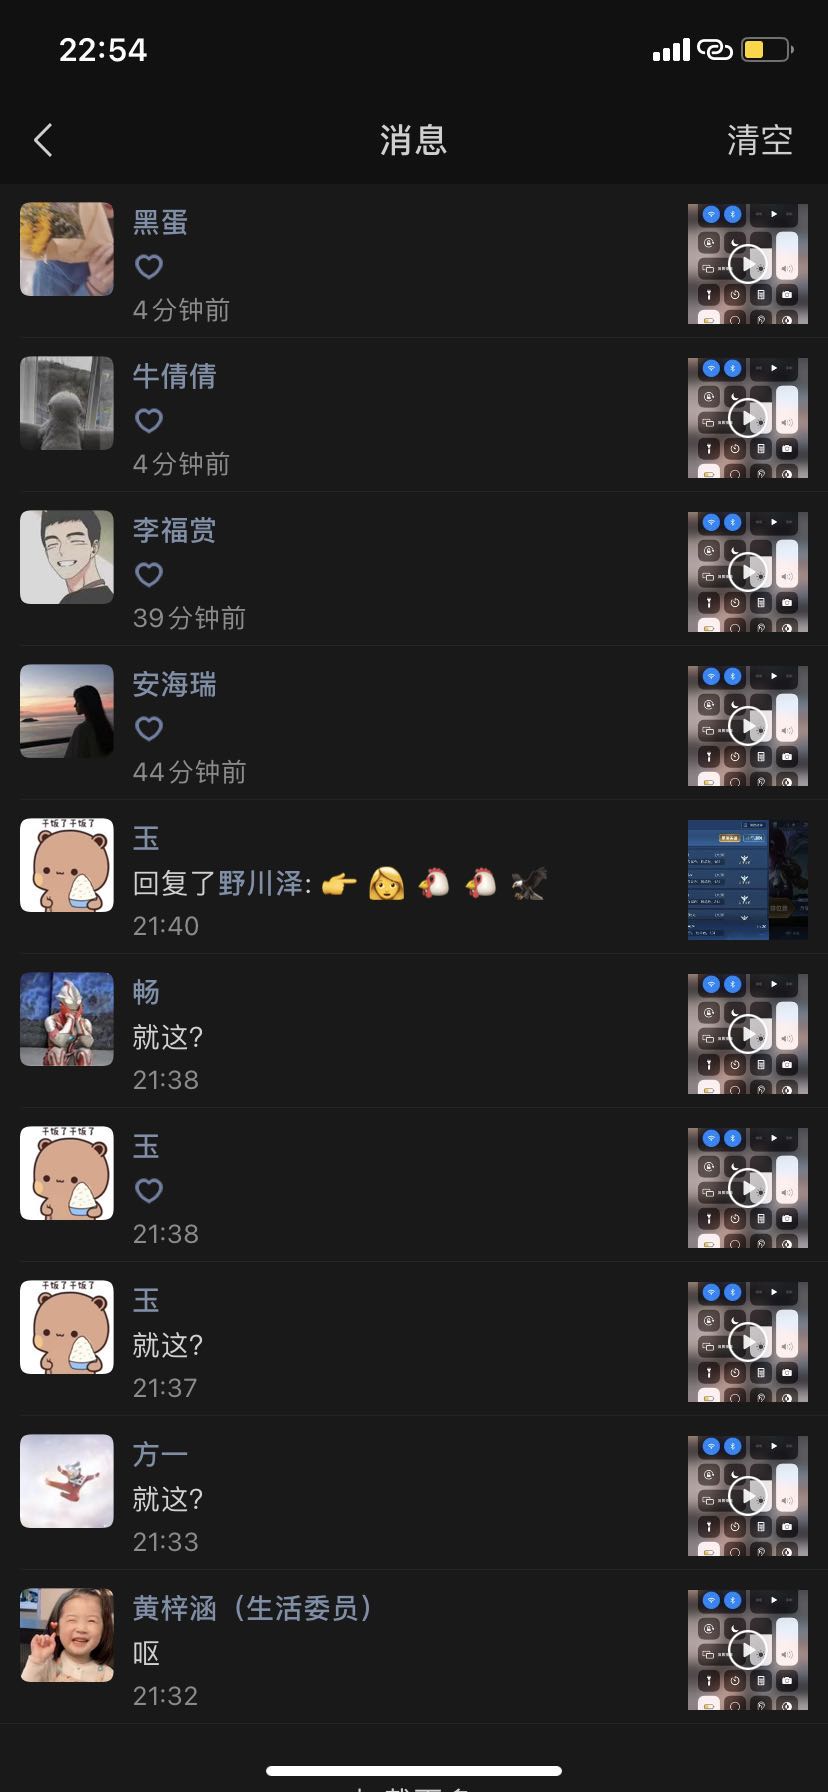 22:54
消息
清空
黑蛋
4分钟前
牛倩倩
4分钟前
李福赏
39分钟前
安海瑞
44分钟前
干饭了干饭了
玉
回复了野川泽: 👉 👩 🐔 🐔 🦅
21:40
畅
就这?
21:38
干饭了干饭了
玉
21:38
干饭了干饭了
玉
就这?
21:37
方一
就这?
21:33
黄梓涵（生活委员）
呕
21:32